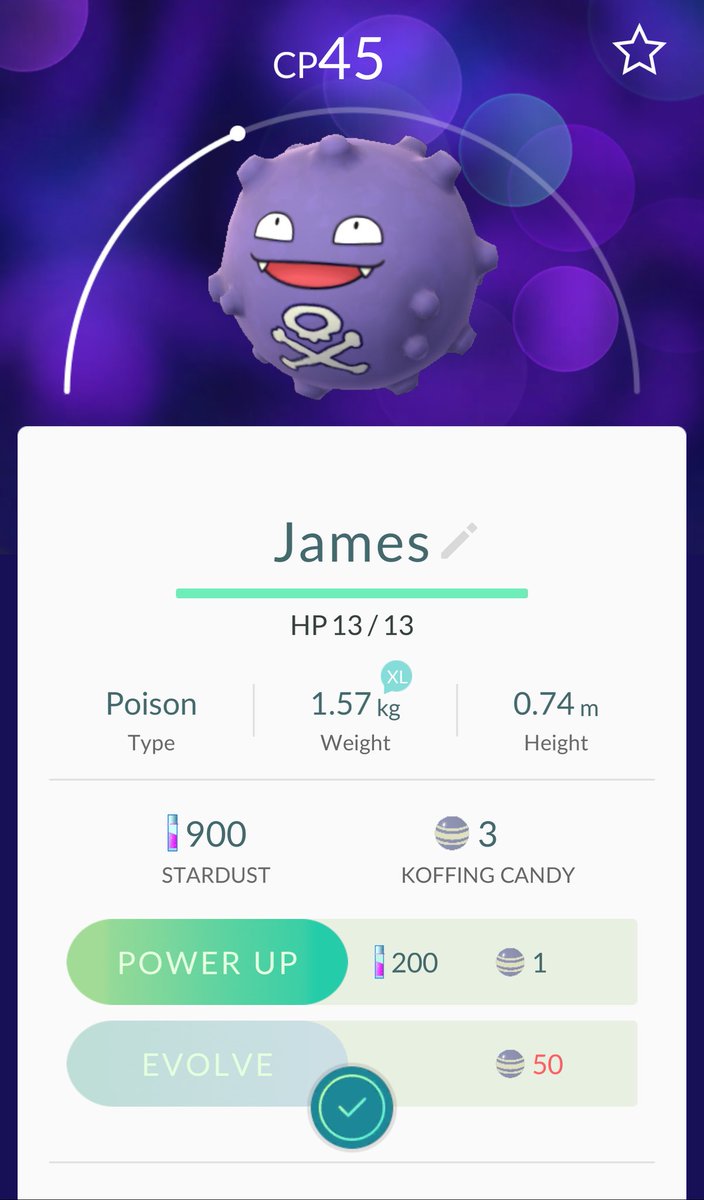 CP45
James
HP 13 / 13
XL
Poison 1.57 kg 0.74 m
Type Weight Height
900 3
STARDUST KOFFING CANDY
POWER UP 200 1
EVOLVE 50